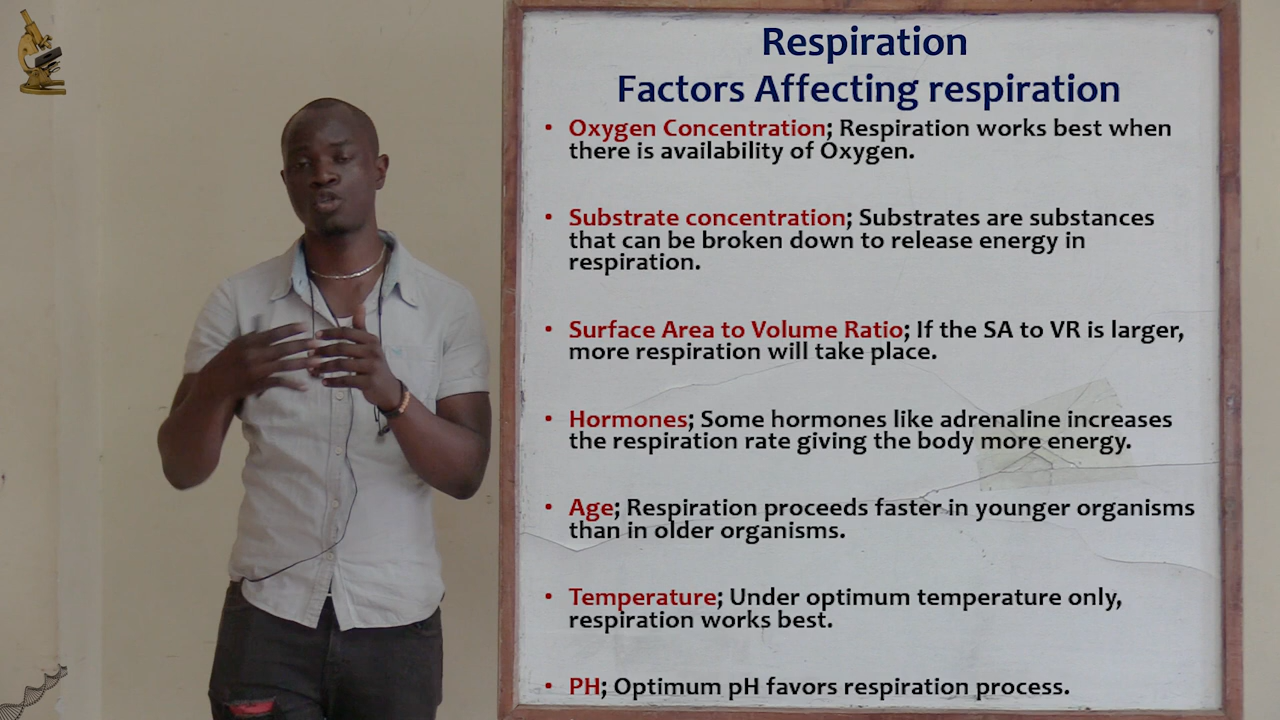 Respiration
Factors Affecting respiration
• Oxygen Concentration; Respiration works best when
there is availability of Oxygen.
• Substrate concentration; Substrates are substances
that can be broken down to release energy in
respiration.
• Surface Area to Volume Ratio; If the SA to VR is larger,
more respiration will take place.
• Hormones; Some hormones like adrenaline increases
the respiration rate giving the body more energy.
• Age; Respiration proceeds faster in younger organisms
than in older organisms.
• Temperature; Under optimum temperature only,
respiration works best.
• PH; Optimum pH favors respiration process.